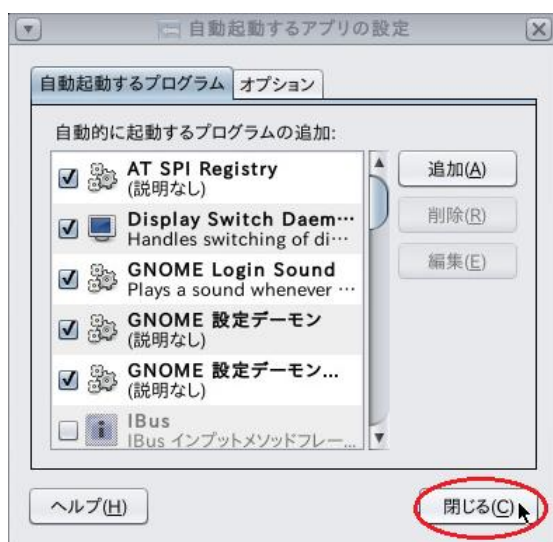 自動起動するアプリの設定
自動起動するプログラム
オプション
自動的に起動するプログラムの追加:
AT SPI Registry
(説明なし)
Display Switch Daem…
Handles switching of di…
GNOME Login Sound
Plays a sound whenever …
GNOME 設定デーモン
(説明なし)
GNOME 設定デーモン...
(説明なし)
IBus
IBus インプットメソッドフレー...
追加(A)
削除(R)
編集(E)
ヘルプ(H)
閉じる(C)